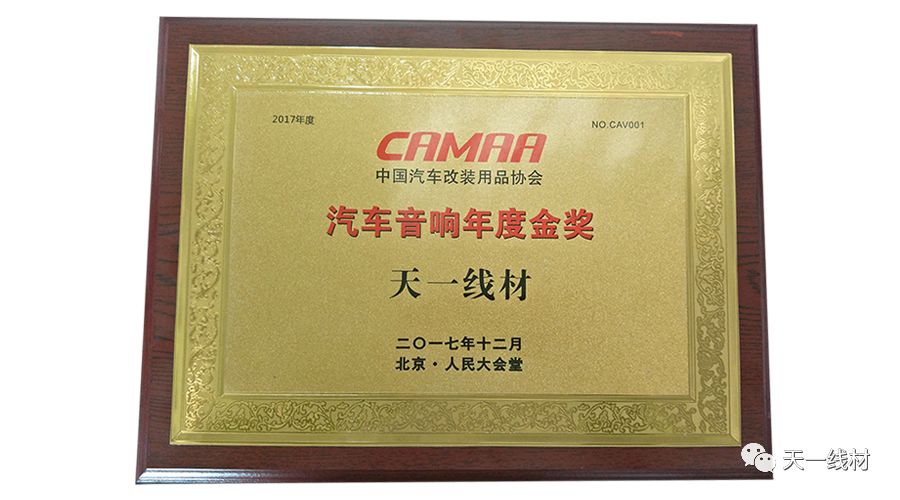 2017年度
NO.CAV001
CAMAA
中国汽车改装用品协会
汽车音响年度金奖
天一线材
二〇一七年十二月
北京·人民大会堂
天一线材